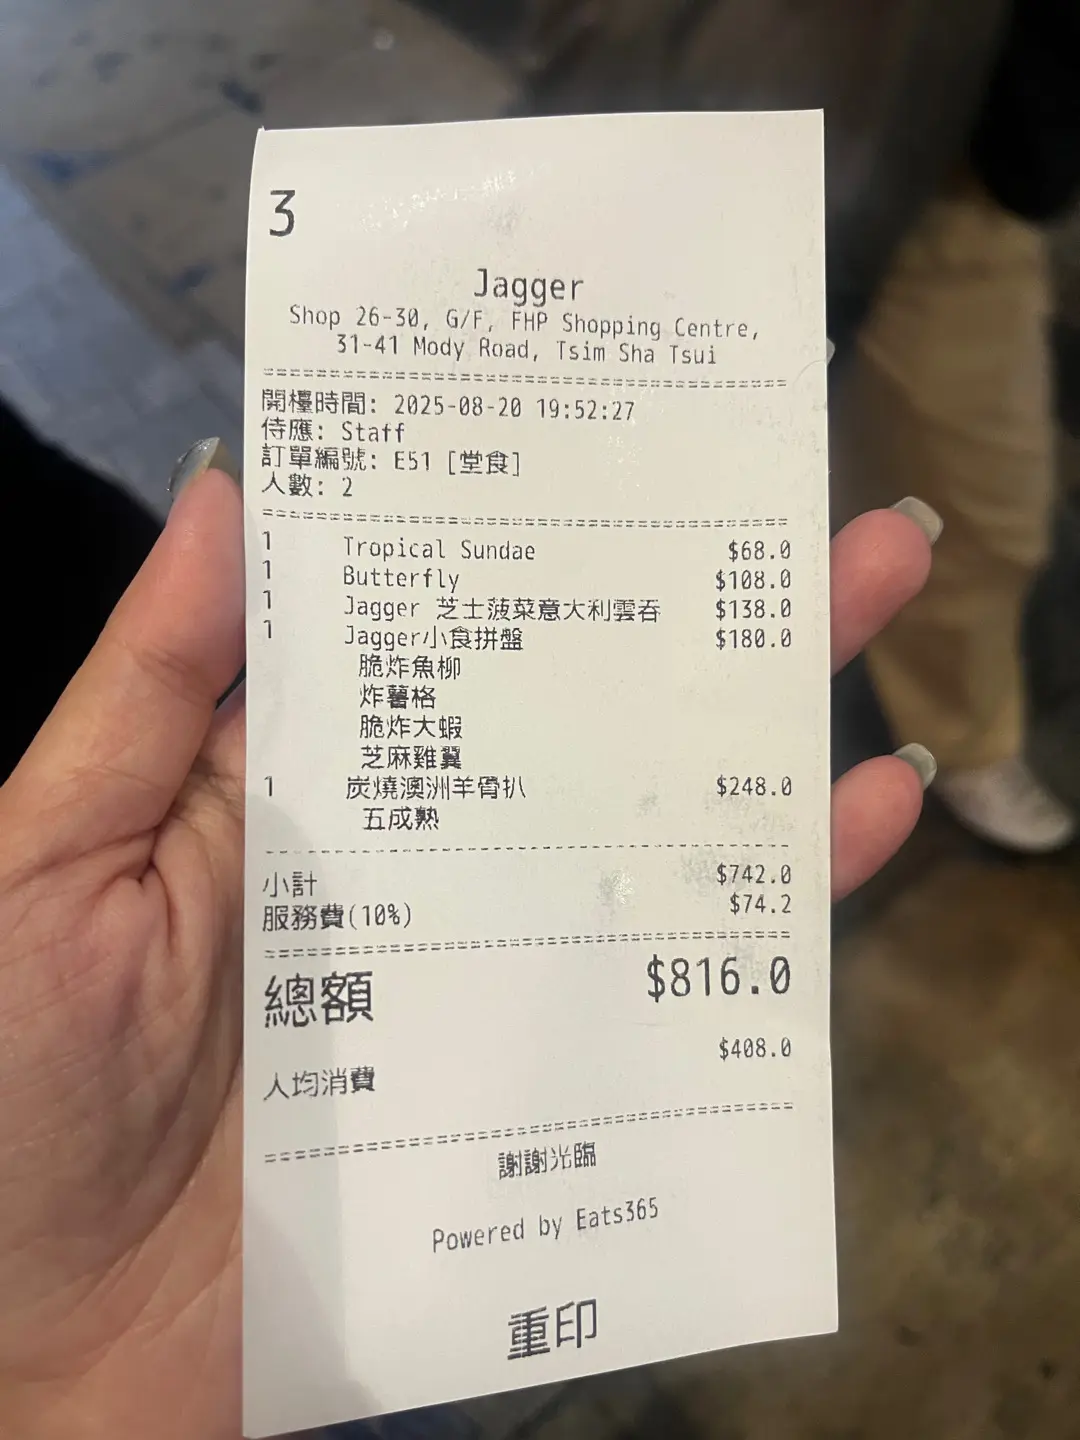 3
Jagger
Shop 26-30, G/F, FHP Shopping Centre,
31-41 Mody Road, Tsim Sha Tsui
開檯時間: 2025-08-20 19:52:27
侍應: Staff
訂單編號: E51 [堂食]
人數: 2
1 Tropical Sundae $68.0
1 Butterfly $108.0
1 Jagger 芝士菠菜意大利雲吞 $138.0
1 Jagger小食拼盤 $180.0
脆炸魚柳
炸薯格
脆炸大蝦
芝麻雞翼
1 炭燒澳洲羊骨扒 $248.0
五成熟
小計 $742.0
服務費(10%) $74.2
總額 $816.0
人均消費 $408.0
謝謝光臨
Powered by Eats365
重印